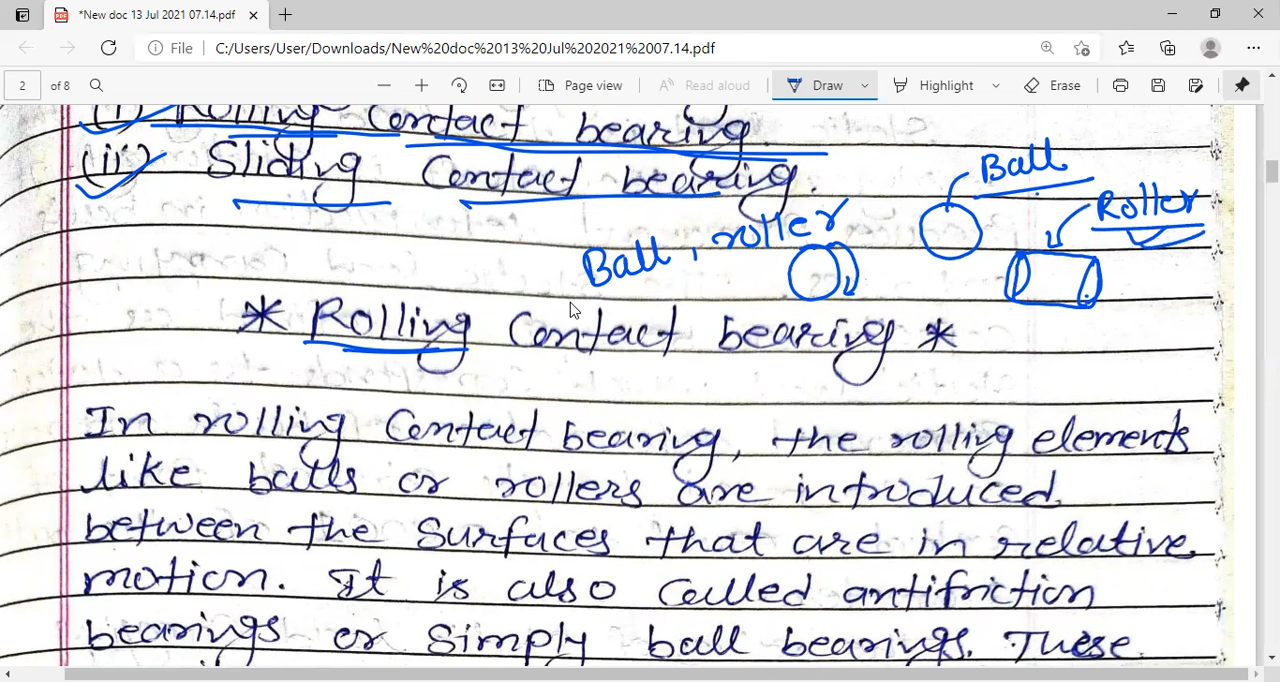 *New doc 13 Jul 2021 07.14.pdf
File C:/Users/User/Downloads/New%20doc%2013%20Jul%202021%2007.14.pdf
2 of 8 Page view Read aloud Draw Highlight Erase
(i) Rolling Contact bearing.
(ii) Sliding Contact bearing.
Ball
Roller
Ball, roller
* Rolling Contact bearing *
In rolling Contact bearing, the rolling elements
like balls or rollers are introduced
between the surfaces that are in relative
motion. It is also Called antifriction
bearings or simply ball bearings. These